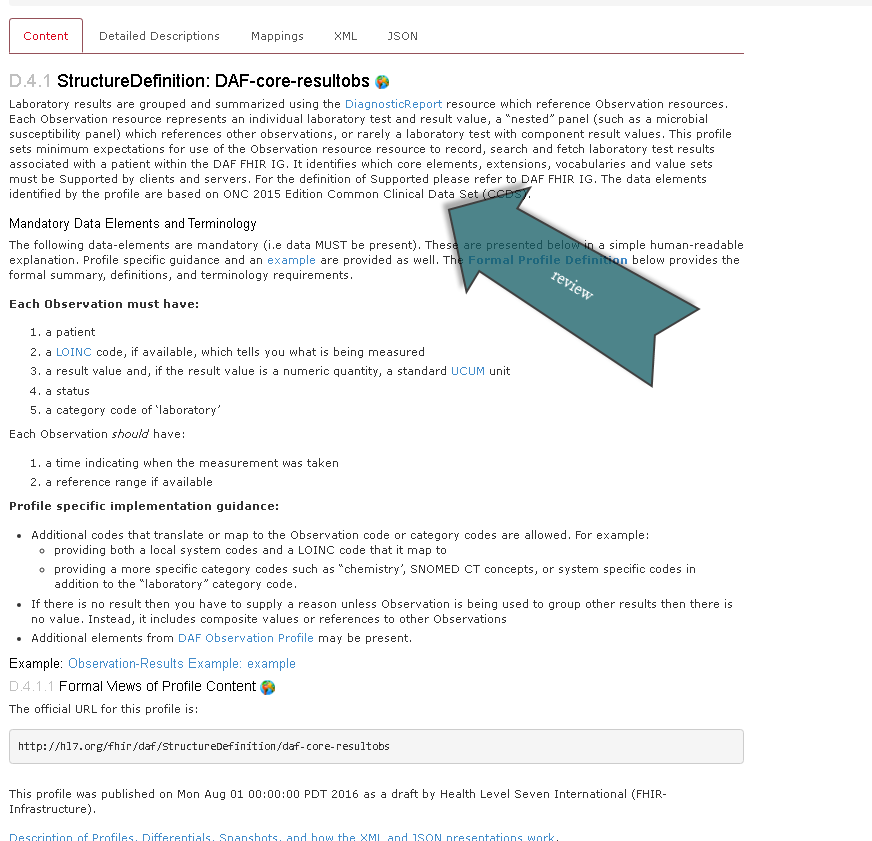 Content Detailed Descriptions Mappings XML JSON
D.4.1 StructureDefinition: DAF-core-resultobs
Laboratory results are grouped and summarized using the DiagnosticReport resource which reference Observation resources.
Each Observation resource represents an individual laboratory test and result value, a “nested” panel (such as a microbial
susceptibility panel) which references other observations, or rarely a laboratory test with component result values. This profile
sets minimum expectations for use of the Observation resource resource to record, search and fetch laboratory test results
associated with a patient within the DAF FHIR IG. It identifies which core elements, extensions, vocabularies and value sets
must be Supported by clients and servers. For the definition of Supported please refer to DAF FHIR IG. The data elements
identified by the profile are based on ONC 2015 Edition Common Clinical Data Set (CCDS).
Mandatory Data Elements and Terminology
The following data-elements are mandatory (i.e data MUST be present). These are presented below in a simple human-readable
explanation. Profile specific guidance and an example are provided as well. The Formal Profile Definition below provides the
formal summary, definitions, and terminology requirements.
review
Each Observation must have:
1. a patient
2. a LOINC code, if available, which tells you what is being measured
3. a result value and, if the result value is a numeric quantity, a standard UCUM unit
4. a status
5. a category code of ‘laboratory’
Each Observation should have:
1. a time indicating when the measurement was taken
2. a reference range if available
Profile specific implementation guidance:
• Additional codes that translate or map to the Observation code or category codes are allowed. For example:
◦ providing both a local system codes and a LOINC code that it map to
◦ providing a more specific category codes such as “chemistry’, SNOMED CT concepts, or system specific codes in
addition to the “laboratory” category code.
• If there is no result then you have to supply a reason unless Observation is being used to group other results then there is
no value. Instead, it includes composite values or references to other Observations
• Additional elements from DAF Observation Profile may be present.
Example: Observation-Results Example: example
D.4.1.1 Formal Views of Profile Content
The official URL for this profile is:
http://hl7.org/fhir/daf/StructureDefinition/daf-core-resultobs
This profile was published on Mon Aug 01 00:00:00 PDT 2016 as a draft by Health Level Seven International (FHIR-
Infrastructure).
Description of Profiles, Differentials, Snapshots, and how the XML and JSON presentations work.